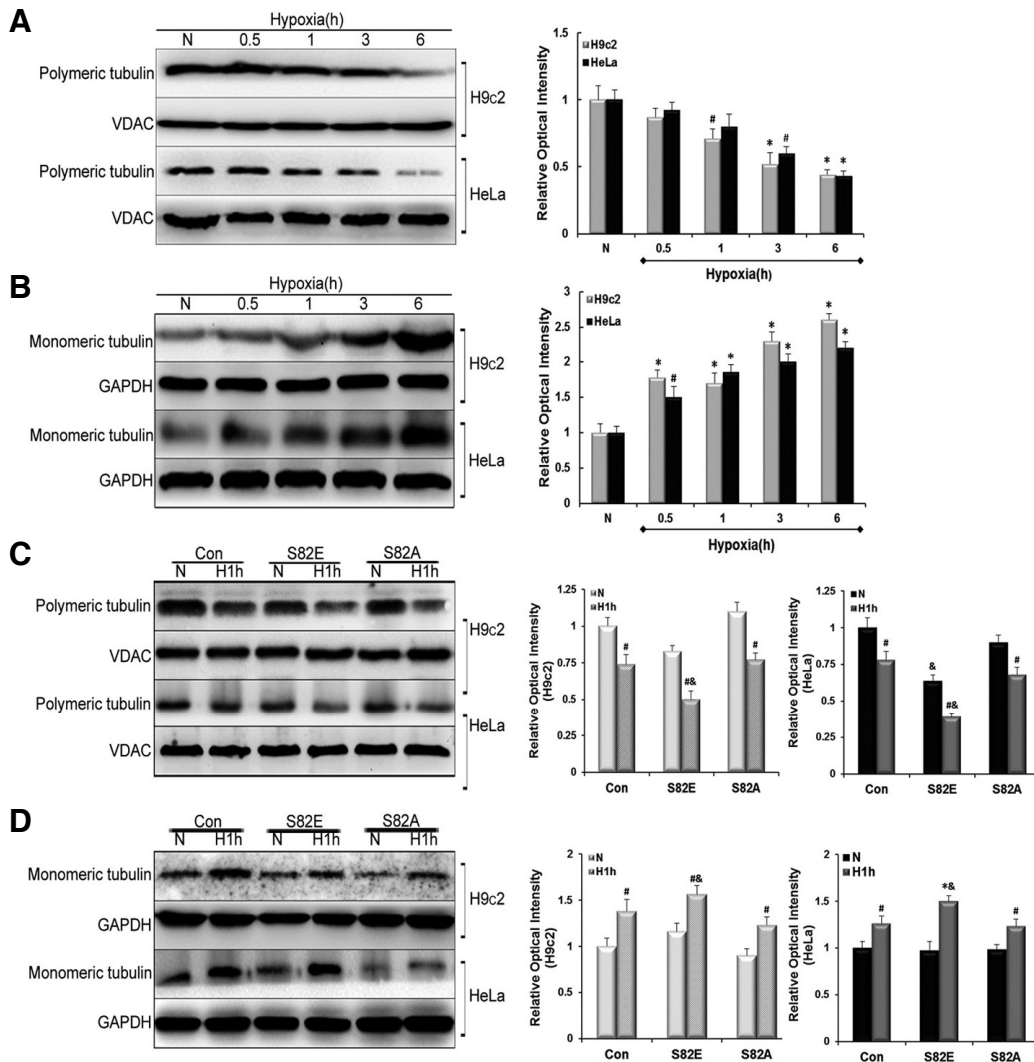 A
Hypoxia(h)
N 0.5 1 3 6
Polymeric tubulin
VDAC
H9c2
Polymeric tubulin
VDAC
HeLa
Relative Optical Intensity
1.5
1
0.5
0
H9c2
HeLa
# * # * *
N 0.5 1 3 6
Hypoxia(h)
B
Hypoxia(h)
N 0.5 1 3 6
Monomeric tubulin
GAPDH
H9c2
Monomeric tubulin
GAPDH
HeLa
Relative Optical Intensity
3
2.5
2
1.5
1
0.5
0
H9c2
HeLa
* # * * * * * *
N 0.5 1 3 6
Hypoxia(h)
C
Con S82E S82A
N H1h N H1h N H1h
Polymeric tubulin
VDAC
H9c2
Polymeric tubulin
VDAC
HeLa
Relative Optical Intensity
(H9c2)
1.25
1
0.75
0.5
0.25
0
N
H1h
# #& #
Con S82E S82A
Relative Optical Intensity
(HeLa)
1.25
1
0.75
0.5
0.25
0
N
H1h
# & #& #
Con S82E S82A
D
Con S82E S82A
N H1h N H1h N H1h
Monomeric tubulin
GAPDH
H9c2
Monomeric tubulin
GAPDH
HeLa
Relative Optical Intensity
(H9c2)
2
1.5
1
0.5
0
N
H1h
# #& #
Con S82E S82A
Relative Optical Intensity
(HeLa)
2
1.5
1
0.5
0
N
H1h
# *& #
Con S82E S82A